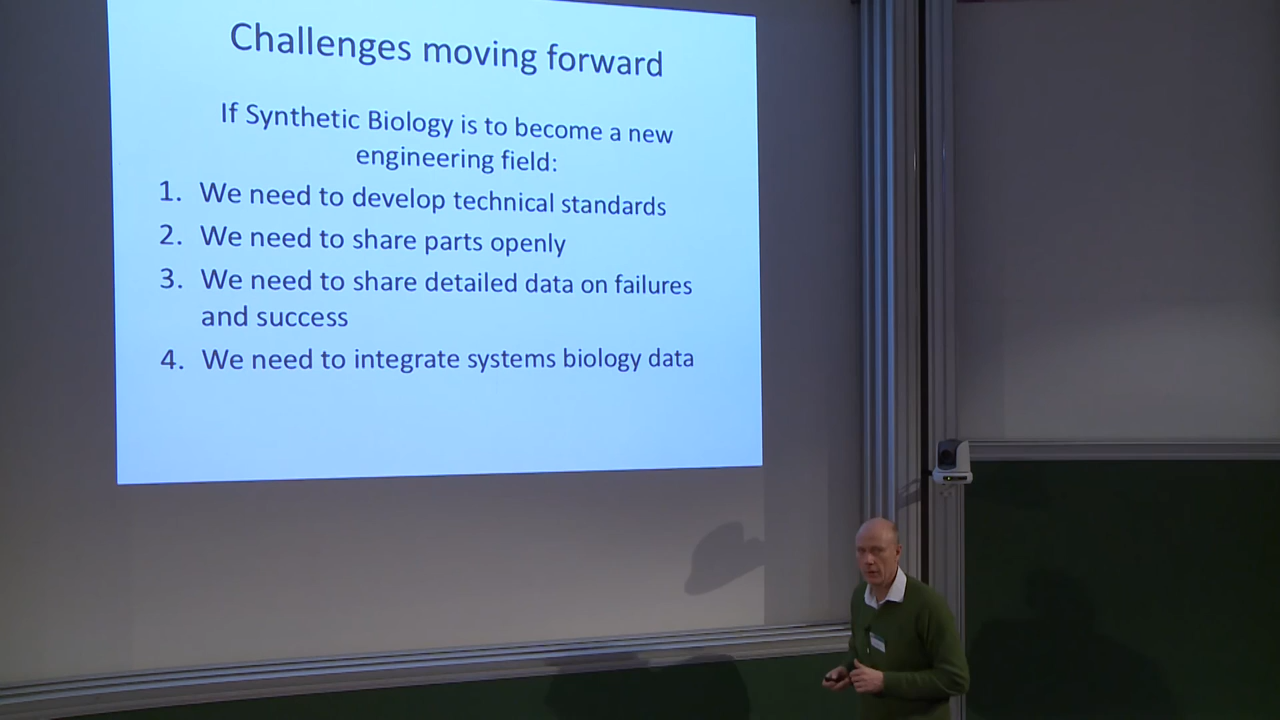 Challenges moving forward
If Synthetic Biology is to become a new
engineering field:
1. We need to develop technical standards
2. We need to share parts openly
3. We need to share detailed data on failures
and success
4. We need to integrate systems biology data